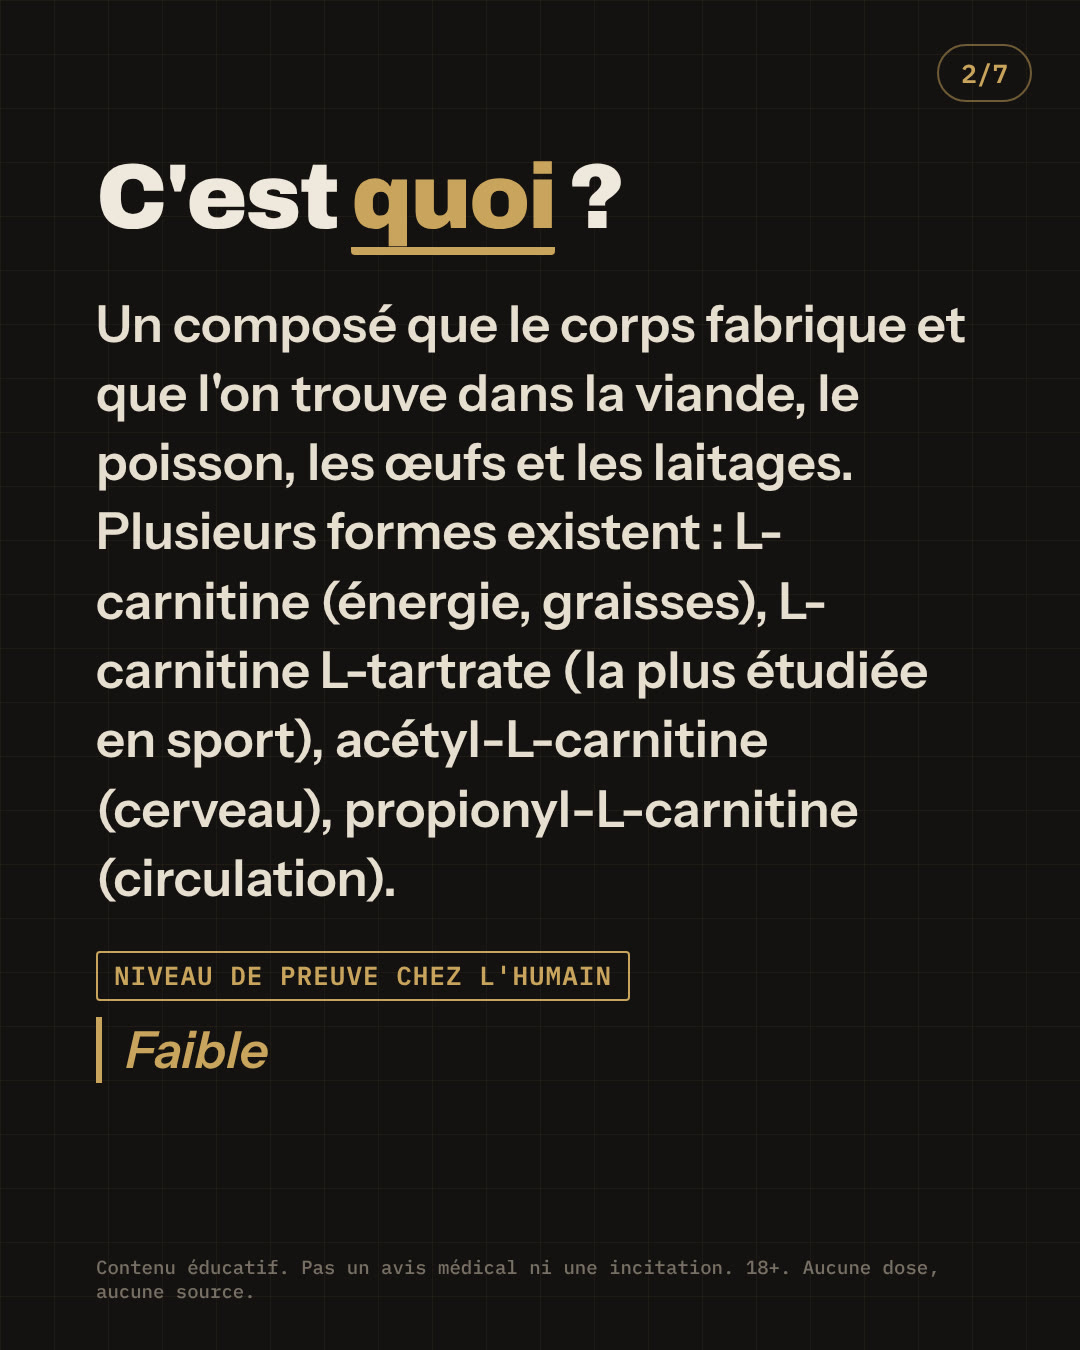 2/7
C'est quoi ?
Un composé que le corps fabrique et
que l'on trouve dans la viande, le
poisson, les œufs et les laitages.
Plusieurs formes existent : L-
carnitine (énergie, graisses), L-
carnitine L-tartrate (la plus étudiée
en sport), acétyl-L-carnitine
(cerveau), propionyl-L-carnitine
(circulation).
NIVEAU DE PREUVE CHEZ L'HUMAIN
Faible
Contenu éducatif. Pas un avis médical ni une incitation. 18+. Aucune dose,
aucune source.